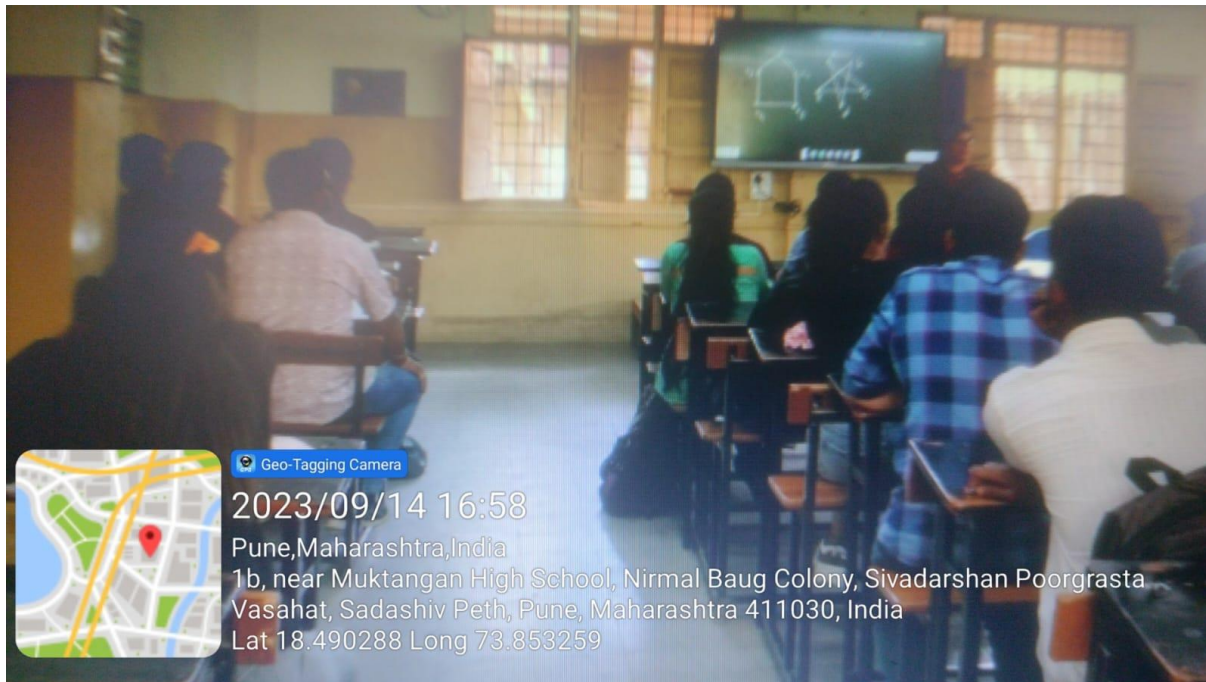 Geo-Tagging Camera
2023/09/14 16:58
Pune,Maharashtra,India
1b, near Muktangan High School, Nirmal Baug Colony, Sivadarshan Poorgrasta
Vasahat, Sadashiv Peth, Pune, Maharashtra 411030, India
Lat 18.490288 Long 73.853259